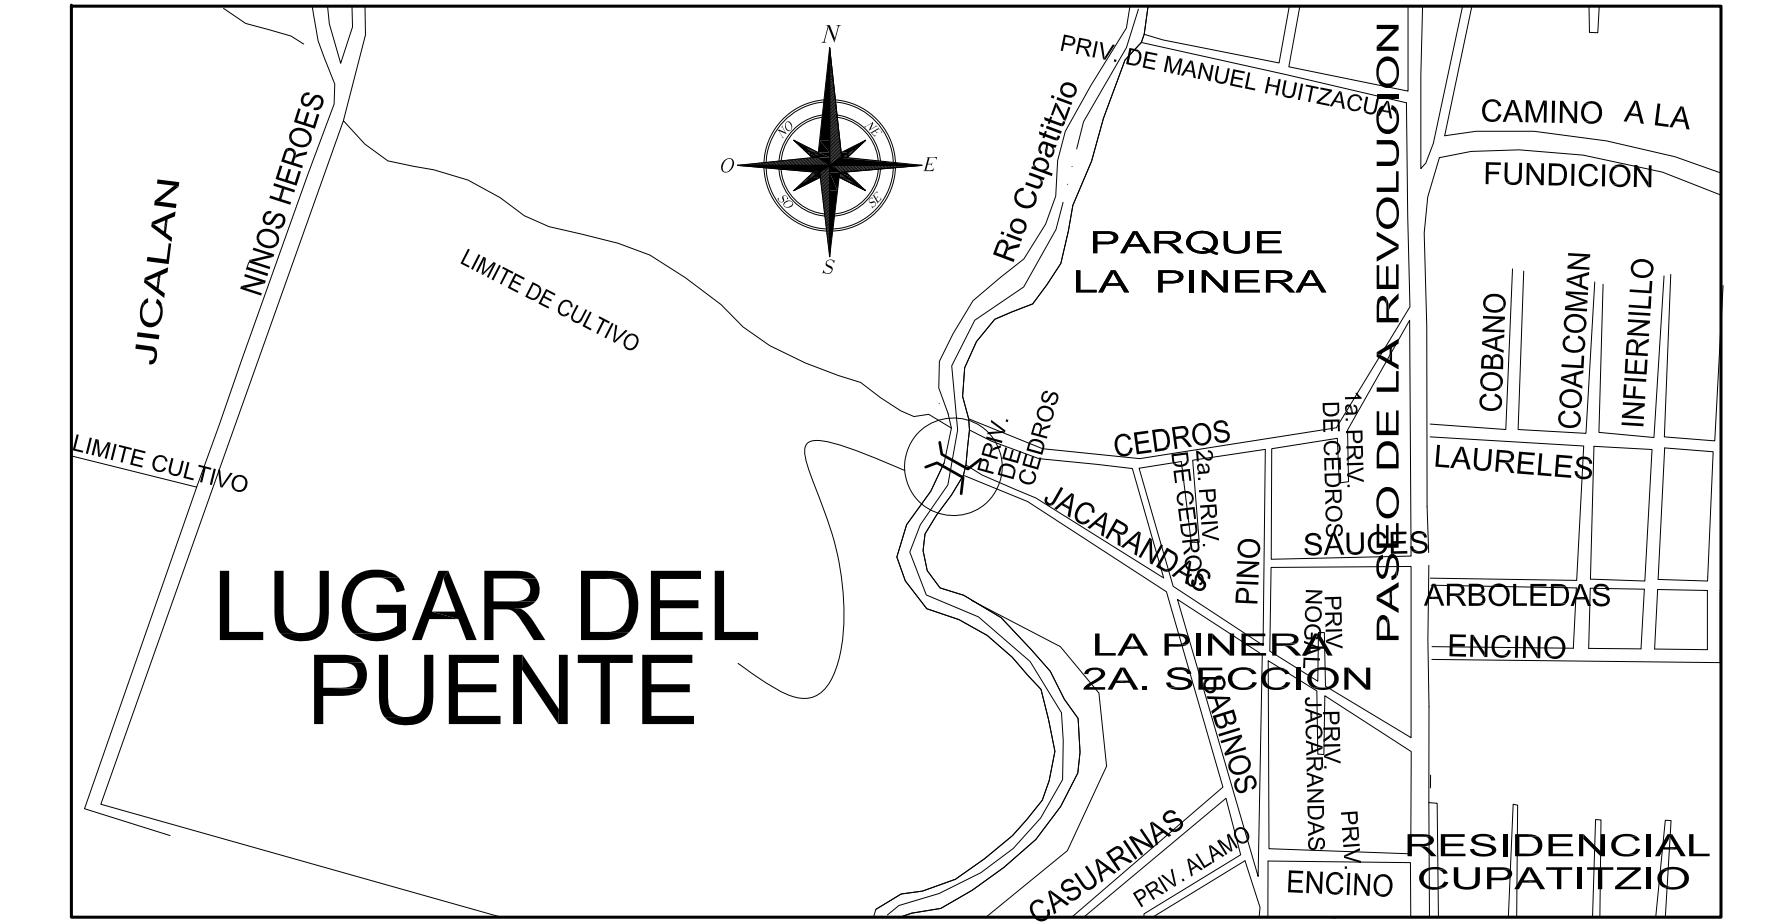 N
NO
NE
O
E
SO
SE
S
PRIV. DE MANUEL HUITZACUA
CAMINO A LA
FUNDICION
PASEO DE LA REVOLUCION
Rio Cupatitzio
NINOS HEROES
JICALAN
LIMITE DE CULTIVO
PARQUE
LA PINERA
COBANO
COALCOMAN
INFIERNILLO
LIMITE CULTIVO
PRIV.
DE
CEDROS
CEDROS
1a. PRIV.
DE CEDROS
2a. PRIV.
DE CEDROS
LAURELES
JACARANDAS
PINO
SAUCES
ARBOLEDAS
ENCINO
LUGAR DEL
PUENTE
LA PINERA
2A. SECCION
PRIV.
NOGAL
SABINOS
PRIV.
JACARANDAS
CASUARINAS
PRIV. ALAMO
PRIV.
ENCINO
RESIDENCIAL
CUPATITZIO